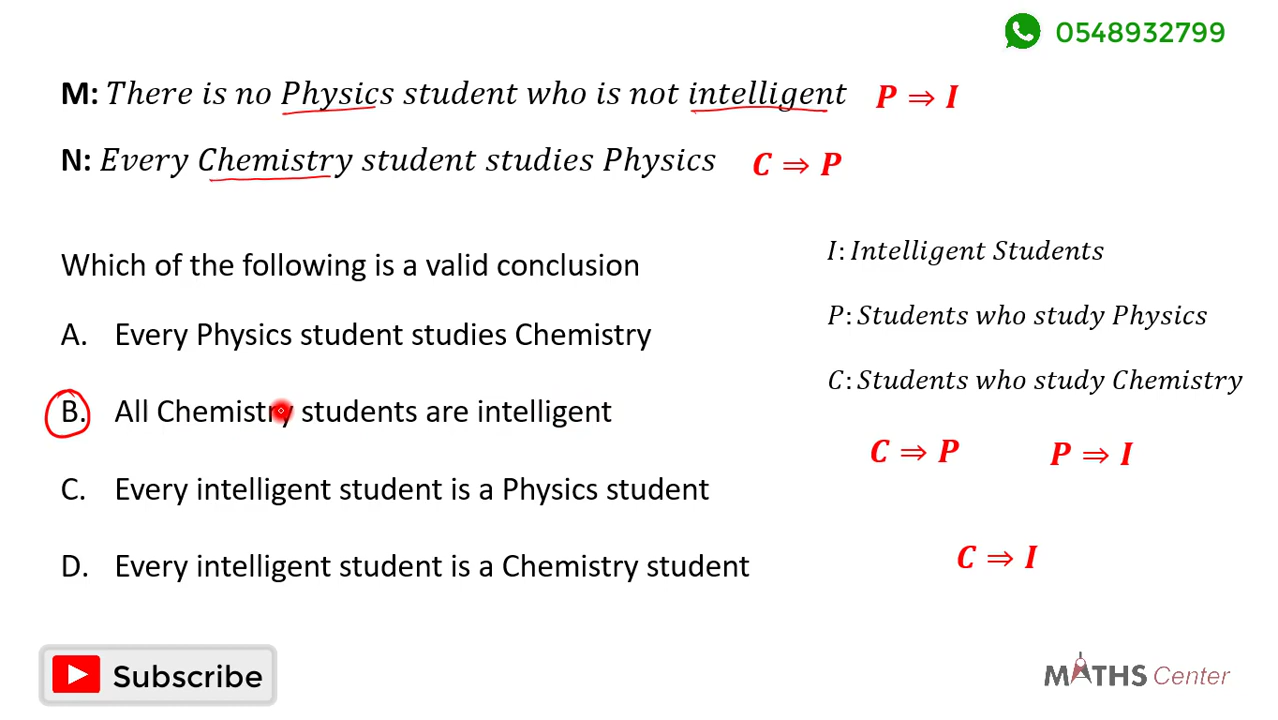 0548932799
M: There is no Physics student who is not intelligent P ⇒ I
N: Every Chemistry student studies Physics C ⇒ P
Which of the following is a valid conclusion
A. Every Physics student studies Chemistry
B. All Chemistry students are intelligent
C. Every intelligent student is a Physics student
D. Every intelligent student is a Chemistry student
I: Intelligent Students
P: Students who study Physics
C: Students who study Chemistry
C ⇒ P P ⇒ I
C ⇒ I
Subscribe
MATHS Center